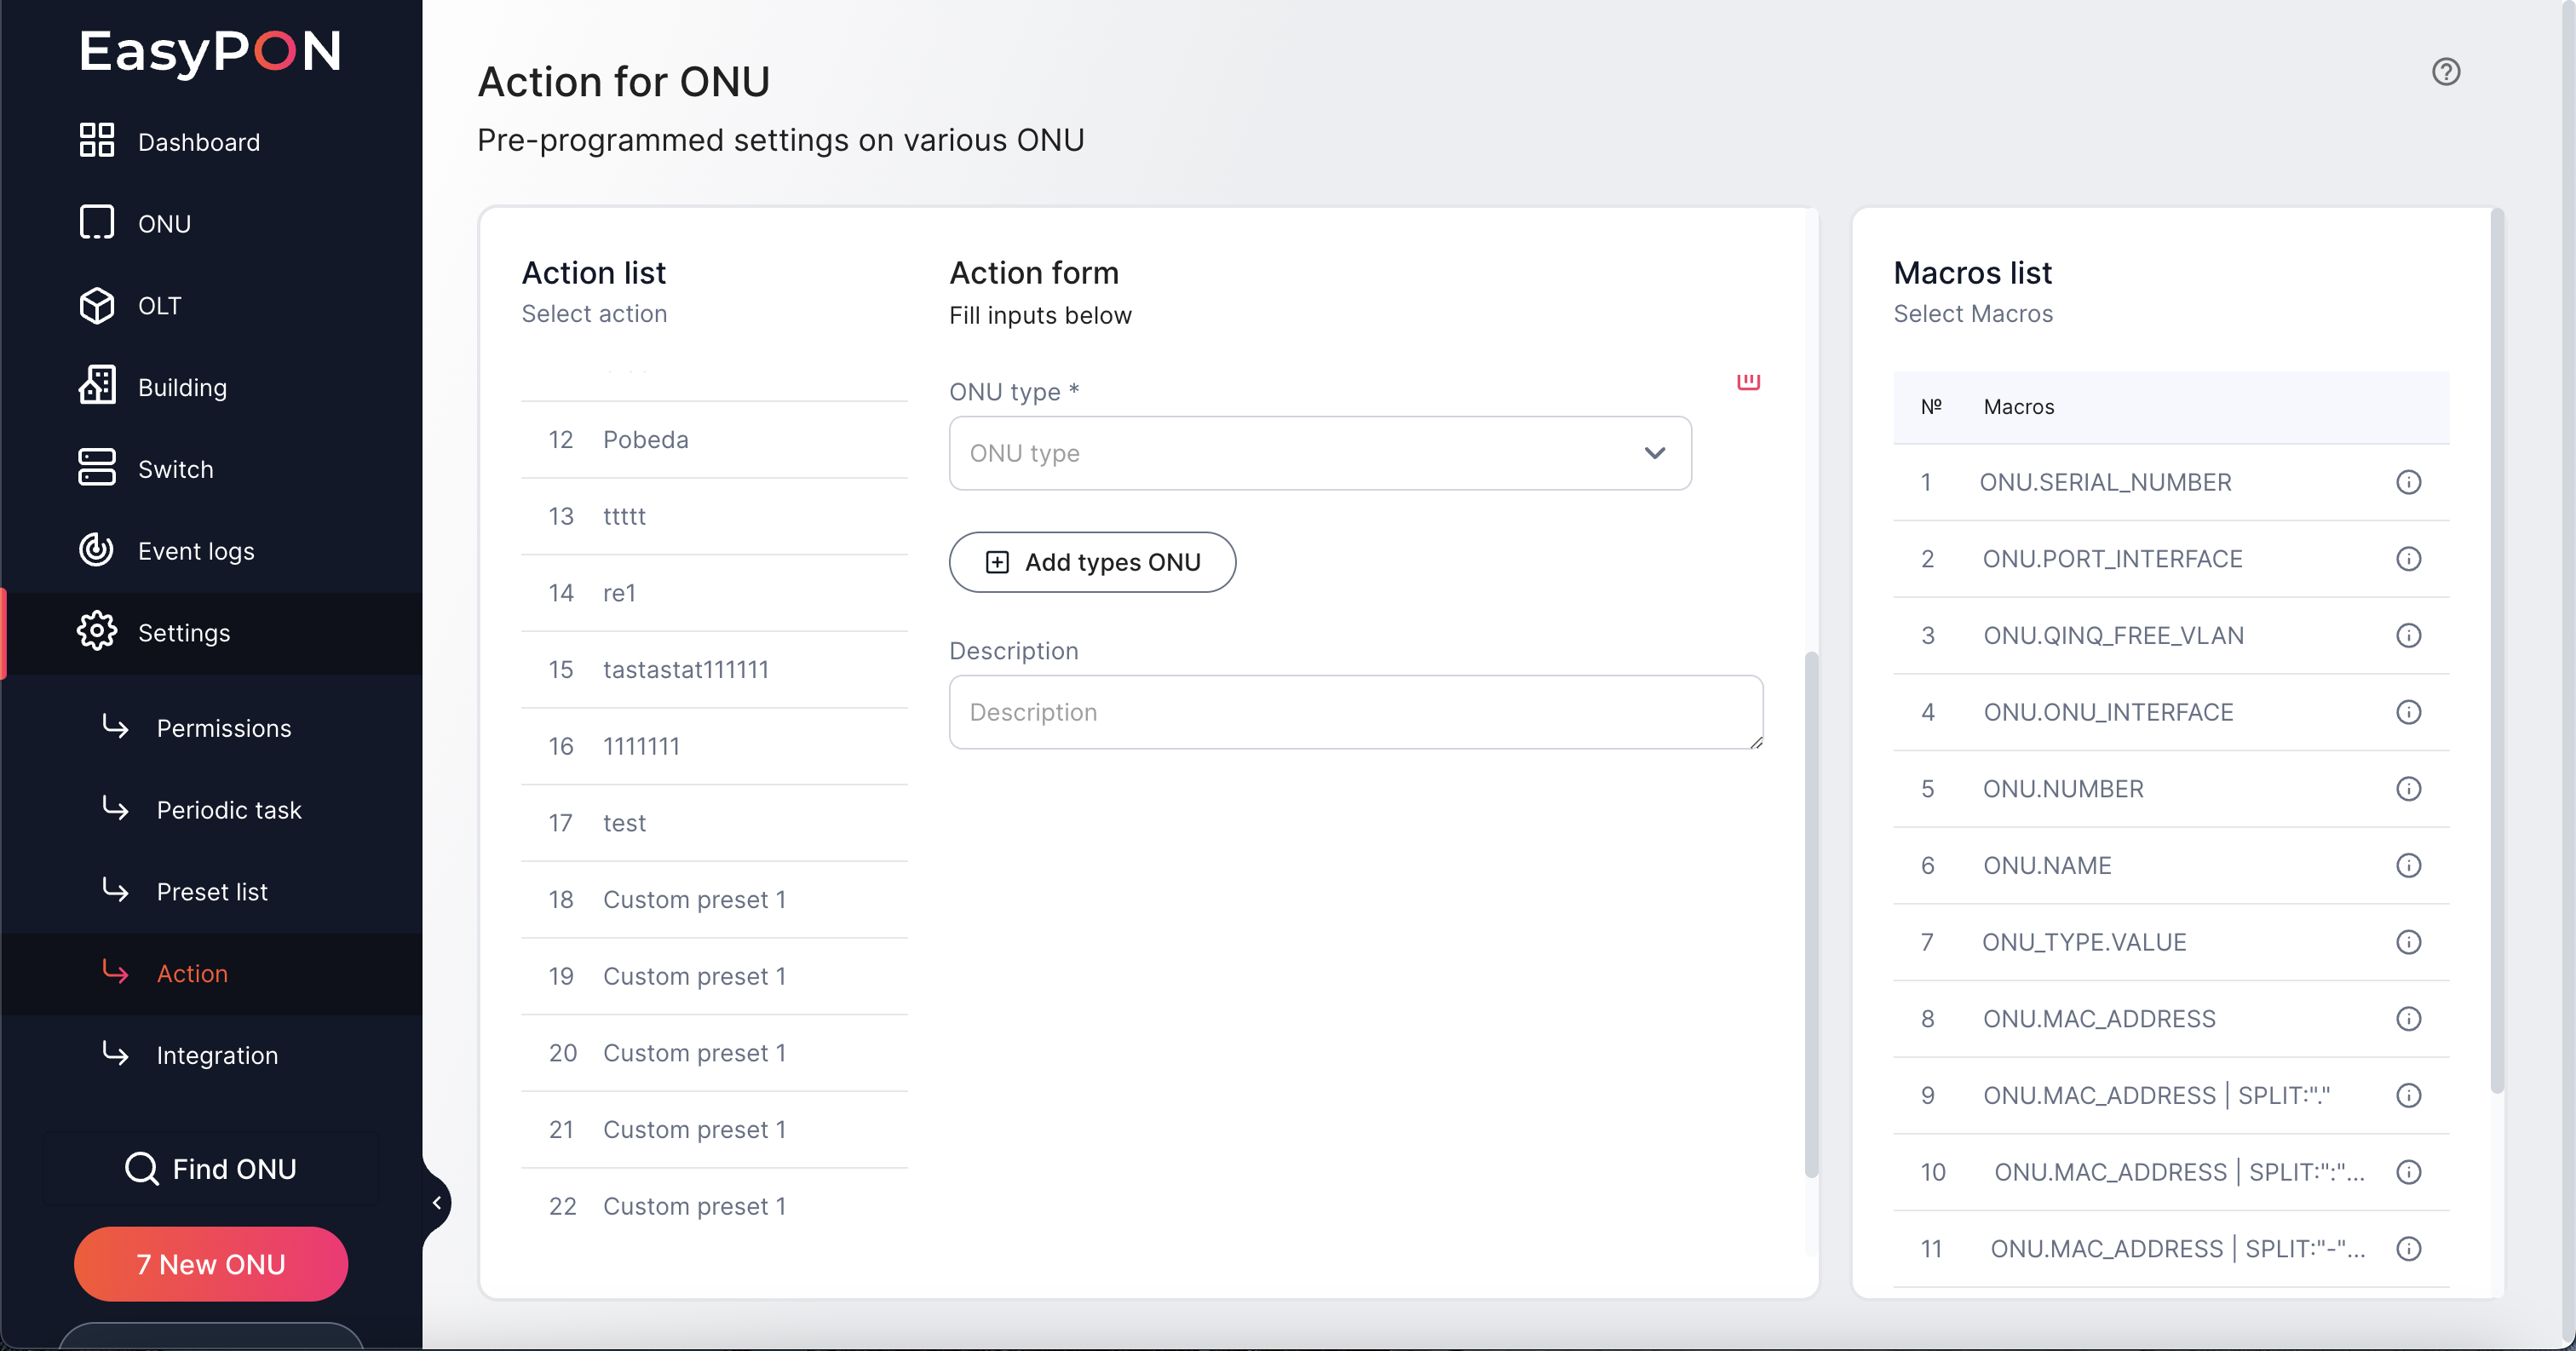 EasyPON
Dashboard
ONU
OLT
Building
Switch
Event logs
Settings
Permissions
Periodic task
Preset list
Action
Integration
Find ONU
7 New ONU
Action for ONU
Pre-programmed settings on various ONU
Action list
Select action
12 Pobeda
13 ttttt
14 re1
15 tastastat111111
16 1111111
17 test
18 Custom preset 1
19 Custom preset 1
20 Custom preset 1
21 Custom preset 1
22 Custom preset 1
Action form
Fill inputs below
ONU type *
ONU type
Add types ONU
Description
Description
Macros list
Select Macros
№ Macros
1 ONU.SERIAL_NUMBER
2 ONU.PORT_INTERFACE
3 ONU.QINQ_FREE_VLAN
4 ONU.ONU_INTERFACE
5 ONU.NUMBER
6 ONU.NAME
7 ONU_TYPE.VALUE
8 ONU.MAC_ADDRESS
9 ONU.MAC_ADDRESS | SPLIT:"."
10 ONU.MAC_ADDRESS | SPLIT:":"...
11 ONU.MAC_ADDRESS | SPLIT:"-"...